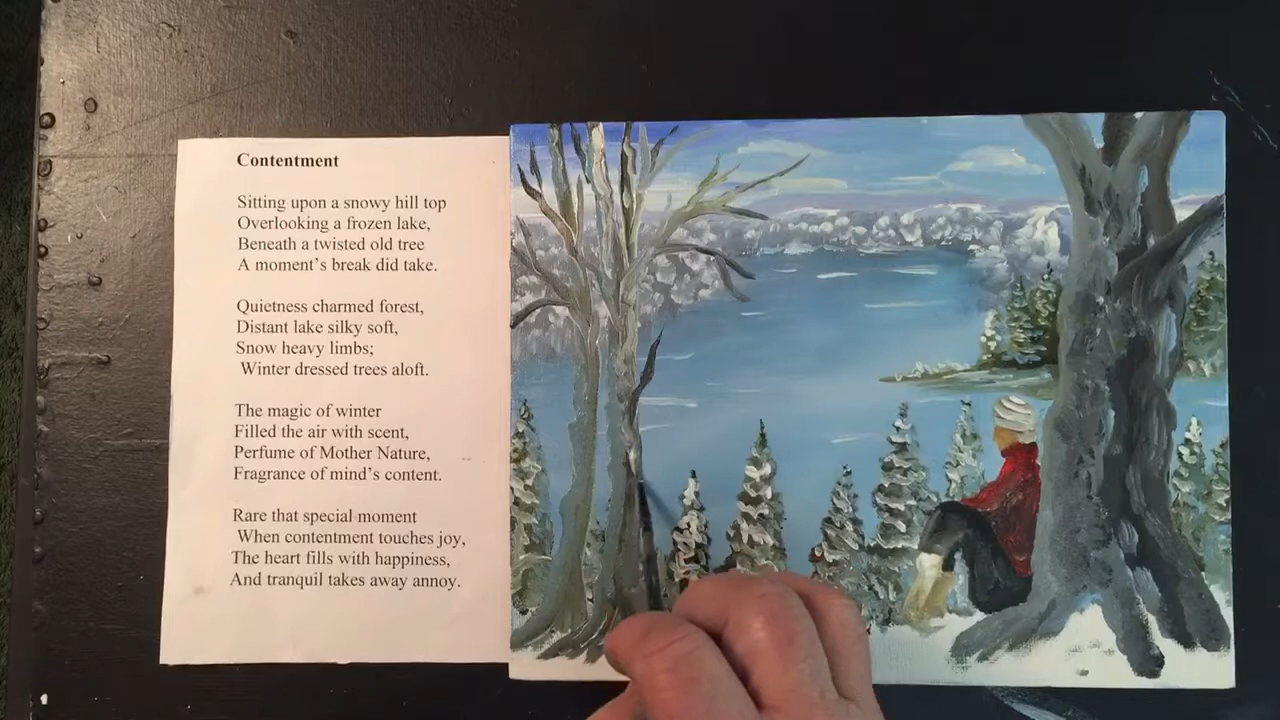 Contentment
Sitting upon a snowy hill top
Overlooking a frozen lake,
Beneath a twisted old tree
A moment's break did take.
Quietness charmed forest,
Distant lake silky soft,
Snow heavy limbs;
Winter dressed trees aloft.
The magic of winter
Filled the air with scent,
Perfume of Mother Nature,
Fragrance of mind's content.
Rare that special moment
When contentment touches joy,
The heart fills with happiness,
And tranquil takes away annoy.